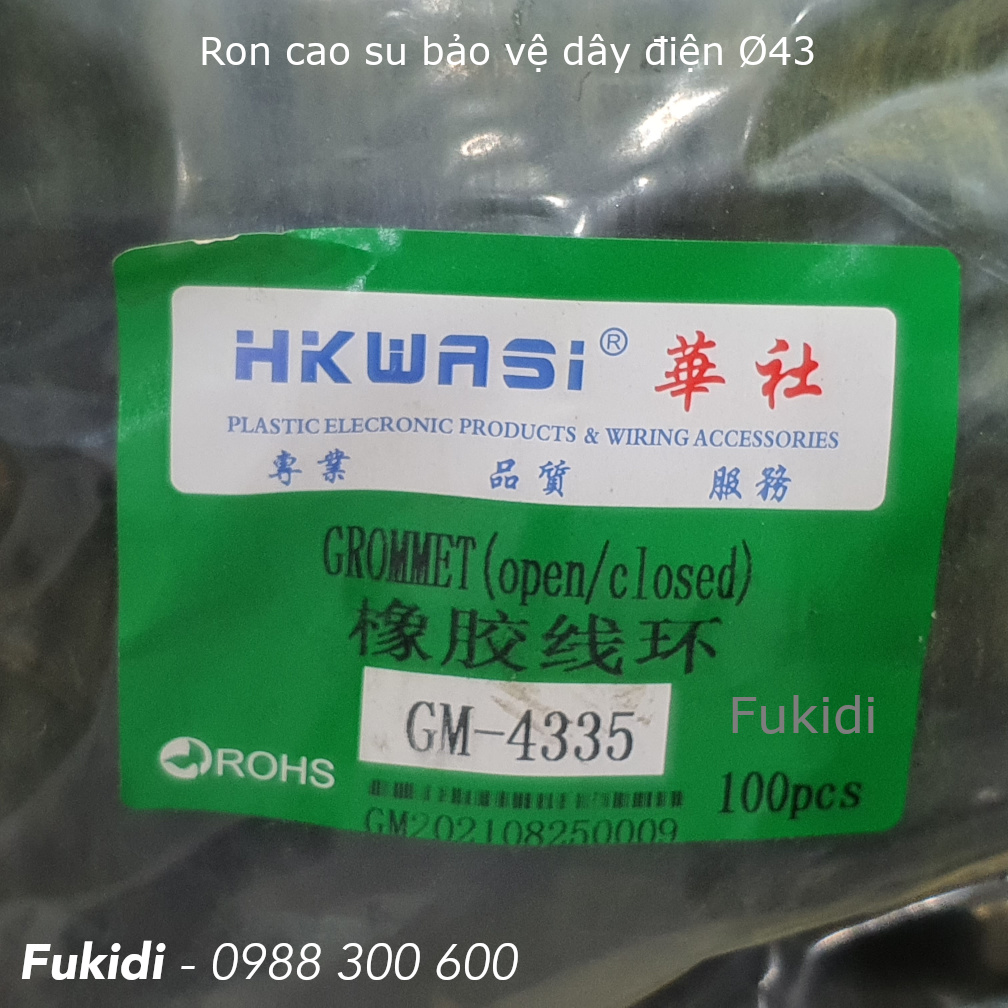 Ron cao su bảo vệ dây điện Ø43
HKWASI® 華社
PLASTIC ELECRONIC PRODUCTS & WIRING ACCESSORIES
專業 品質 服務
GROMMET(open/closed)
橡胶线环
GM-4335
Fukidi
ROHS
100pcs
GM202108250009
Fukidi - 0988 300 600